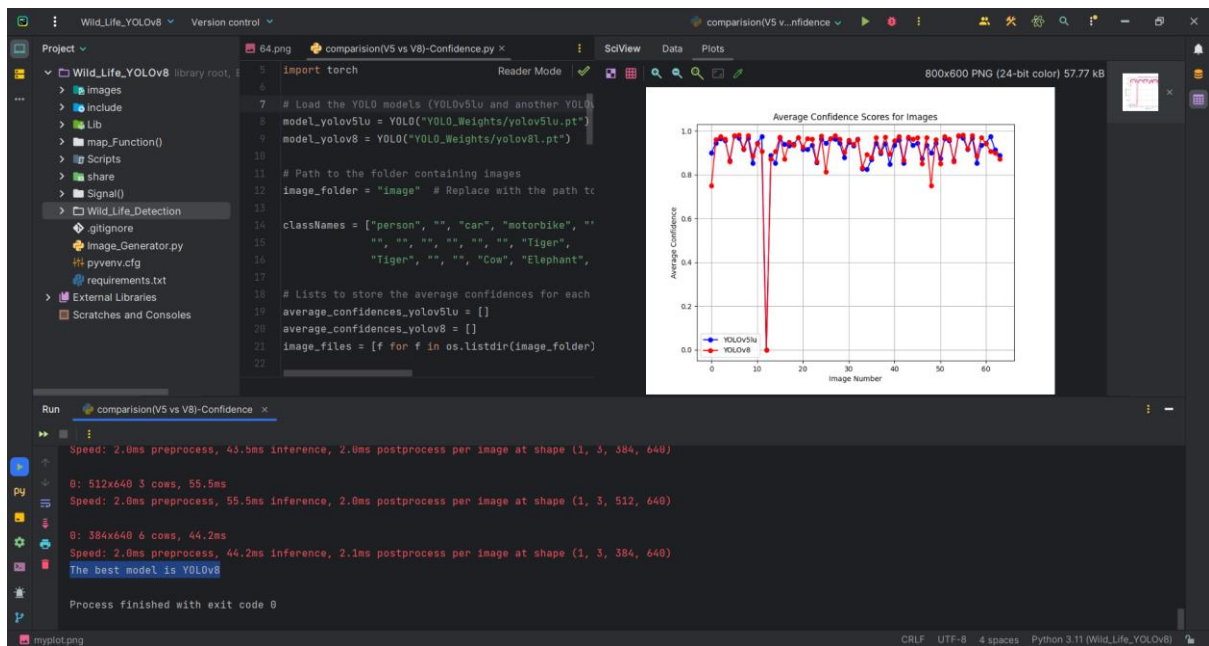 Wild_Life_YOLOv8
Version control
comparision(V5 v...nfidence
Project
Wild_Life_YOLOv8 library root,
images
include
Lib
map_Function()
Scripts
share
Signal()
Wild_Life_Detection
.gitignore
Image_Generator.py
pyvenv.cfg
requirements.txt
External Libraries
Scratches and Consoles
64.png
comparision(V5 vs V8)-Confidence.py
Reader Mode
5 import torch
6
7 # Load the YOLO models (YOLOv5lu and another YOLOv
8 model_yolov5lu = YOLO("YOLO_Weights/yolov5lu.pt")
9 model_yolov8 = YOLO("YOLO_Weights/yolov8l.pt")
10
11 # Path to the folder containing images
12 image_folder = "image" # Replace with the path to
13
14 classNames = ["person", "", "car", "motorbike", ""
15 "", "", "", "", "", "", "Tiger",
16 "Tiger", "", "", "Cow", "Elephant",
17
18 # Lists to store the average confidences for each
19 average_confidences_yolov5lu = []
20 average_confidences_yolov8 = []
21 image_files = [f for f in os.listdir(image_folder)
22
SciView
Data
Plots
800x600 PNG (24-bit color) 57.77 kB
Average Confidence Scores for Images
Average Confidence
1.0
0.8
0.6
0.4
0.2
0.0
YOLOv5lu
YOLOv8
0 10 20 30 40 50 60
Image Number
Run
comparision(V5 vs V8)-Confidence
Speed: 2.0ms preprocess, 43.5ms inference, 2.0ms postprocess per image at shape (1, 3, 384, 640)
0: 512x640 3 cows, 55.5ms
Speed: 2.0ms preprocess, 55.5ms inference, 2.0ms postprocess per image at shape (1, 3, 512, 640)
0: 384x640 6 cows, 44.2ms
Speed: 2.0ms preprocess, 44.2ms inference, 2.1ms postprocess per image at shape (1, 3, 384, 640)
The best model is YOLOv8
Process finished with exit code 0
myplot.png
CRLF UTF-8 4 spaces Python 3.11 (Wild_Life_YOLOv8)